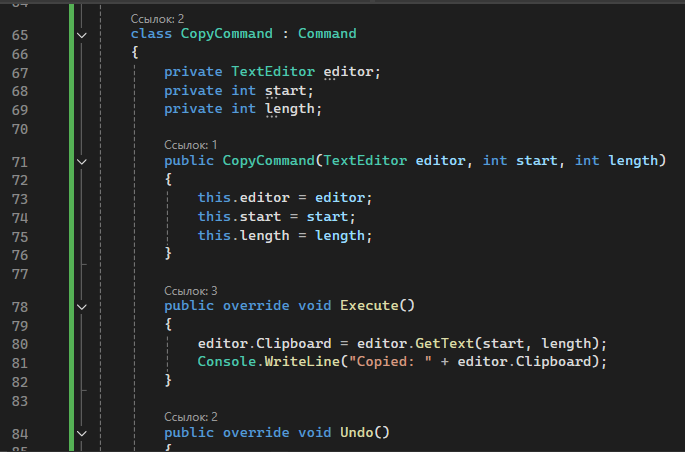 Ссылок: 2
65 class CopyCommand : Command
66 {
67 private TextEditor editor;
68 private int start;
69 private int length;
70
Ссылок: 1
71 public CopyCommand(TextEditor editor, int start, int length)
72 {
73 this.editor = editor;
74 this.start = start;
75 this.length = length;
76 }
77
Ссылок: 3
78 public override void Execute()
79 {
80 editor.Clipboard = editor.GetText(start, length);
81 Console.WriteLine("Copied: " + editor.Clipboard);
82 }
83
Ссылок: 2
84 public override void Undo()